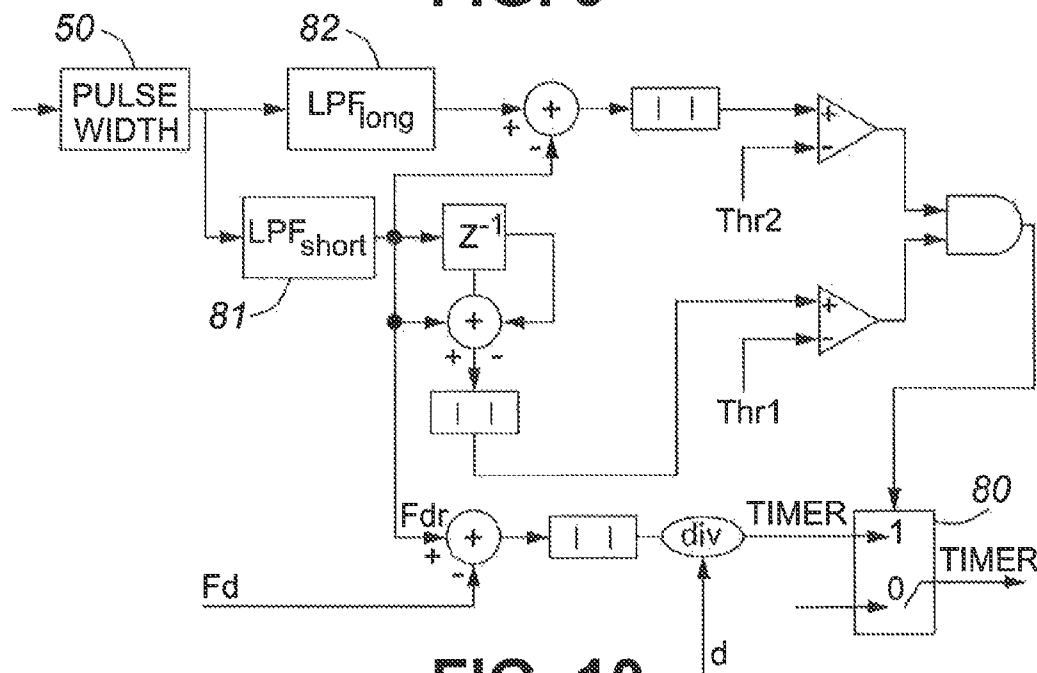 50
82
PULSE
WIDTH
LPFlong
+
+
-
| |
+
-
Thr2
LPFshort
81
Z-1
+
+ -
| |
+
-
Thr1
Fdr
+
+
-
| |
div
TIMER
80
1
0
TIMER
Fd
d